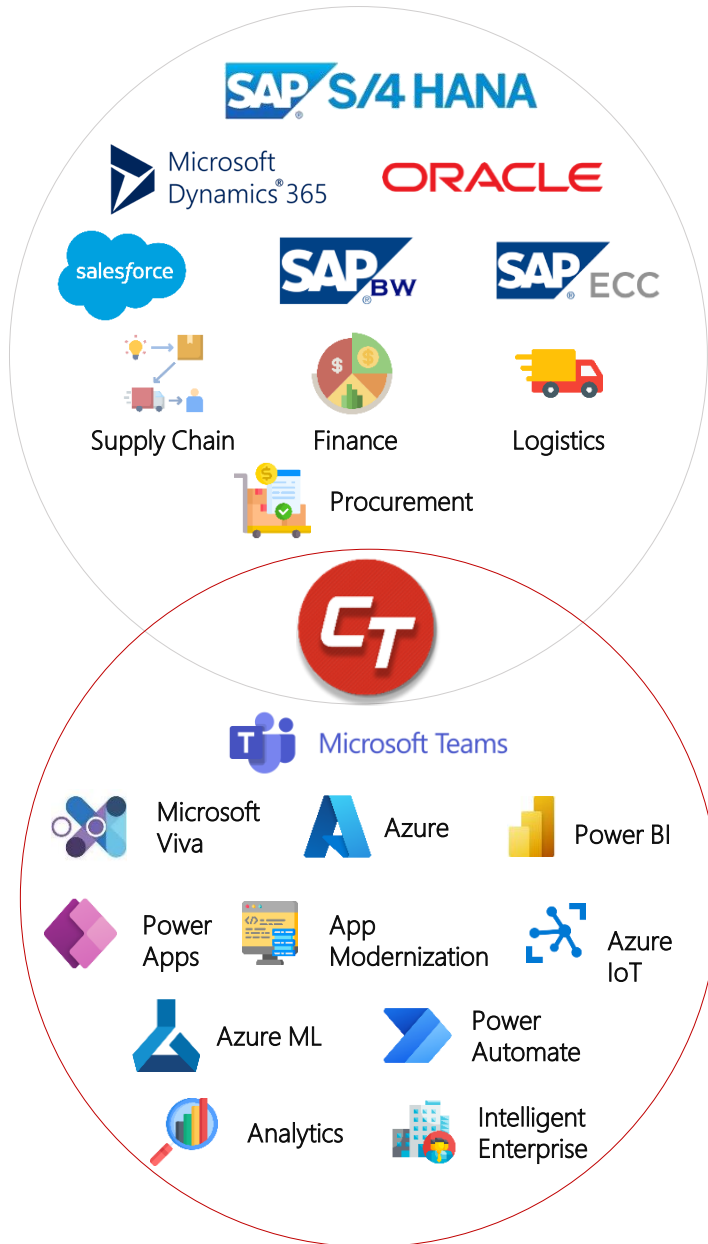 SAP® S/4 HANA
Microsoft
Dynamics® 365
ORACLE
salesforce
SAP® BW
SAP® ECC
$
$
Supply Chain
Finance
Logistics
$
Procurement
CT
T
Microsoft Teams
Microsoft
Viva
Azure
Power BI
Power
Apps
</>
App
Modernization
Azure
IoT
Azure ML
Power
Automate
Analytics
Intelligent
Enterprise